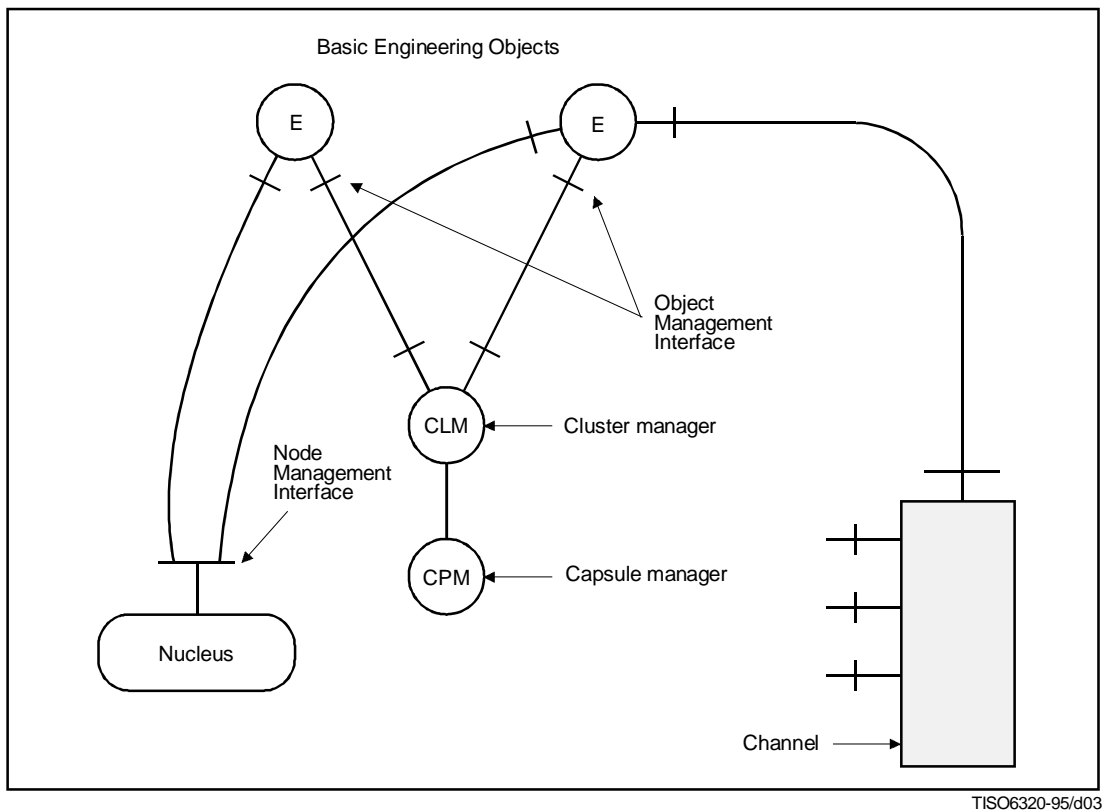 Basic Engineering Objects
E
E
Object
Management
Interface
CLM
Cluster manager
Node
Management
Interface
CPM
Capsule manager
Nucleus
Channel
TISO6320-95/d03